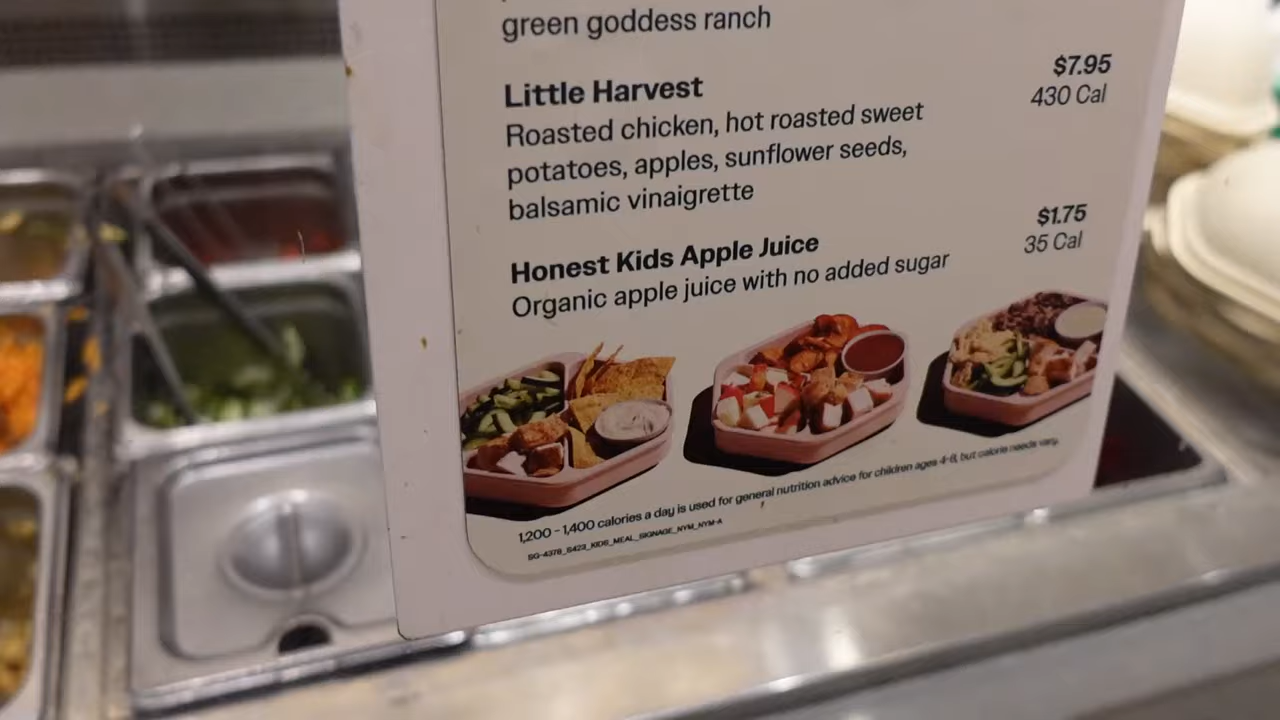 green goddess ranch
Little Harvest
$7.95
Roasted chicken, hot roasted sweet
430 Cal
potatoes, apples, sunflower seeds,
balsamic vinaigrette
Honest Kids Apple Juice
$1.75
Organic apple juice with no added sugar
35 Cal
1,200 - 1,400 calories a day is used for general nutrition advice for children ages 4-8, but calorie needs vary.
SG-4378_S423_KIDS_MEAL_SIGNAGE_NYM_NYM-A